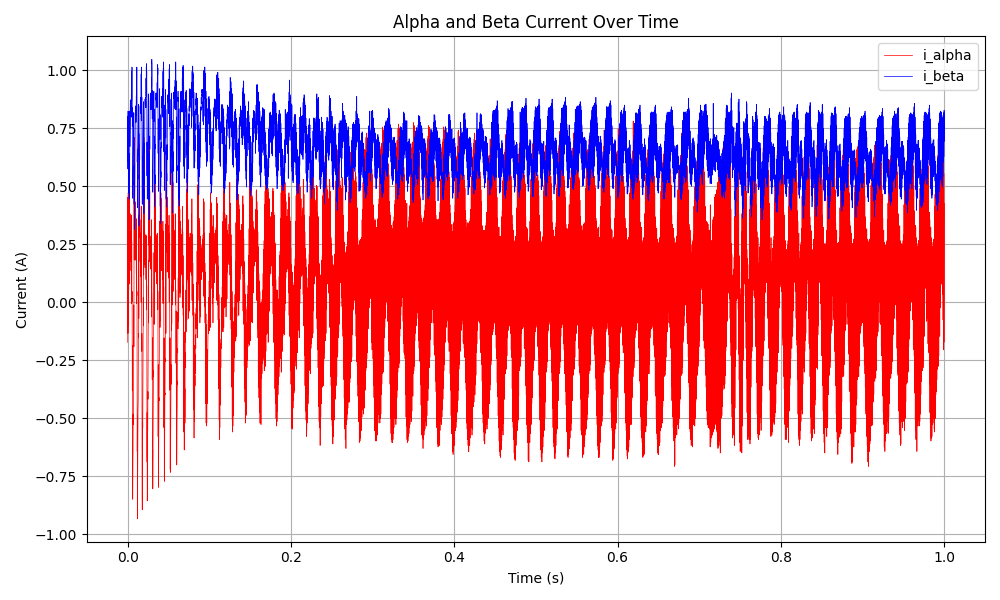 Alpha and Beta Current Over Time
i_alpha
i_beta
1.00
0.75
0.50
0.25
0.00
−0.25
−0.50
−0.75
−1.00
Current (A)
0.0 0.2 0.4 0.6 0.8 1.0
Time (s)